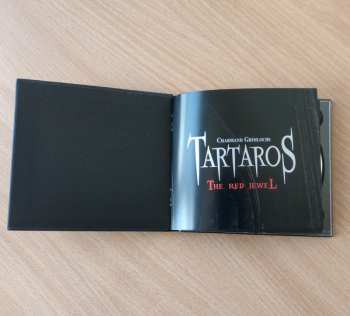 Charmand Grimloch's
TARTAROS
The red jewel